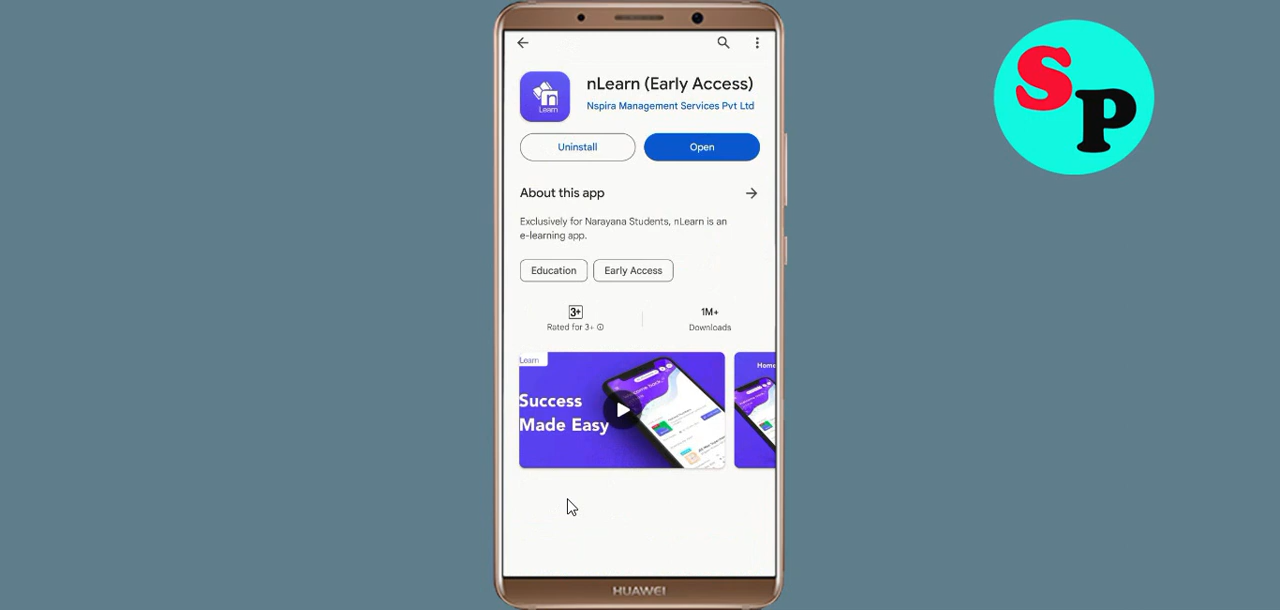 SP
nLearn (Early Access)
Nspira Management Services Pvt Ltd
n
Learn
Uninstall
Open
About this app
Exclusively for Narayana Students, nLearn is an
e-learning app.
Education
Early Access
3+
Rated for 3+
1M+
Downloads
Learn
Success
Made Easy
Home
HUAWEI